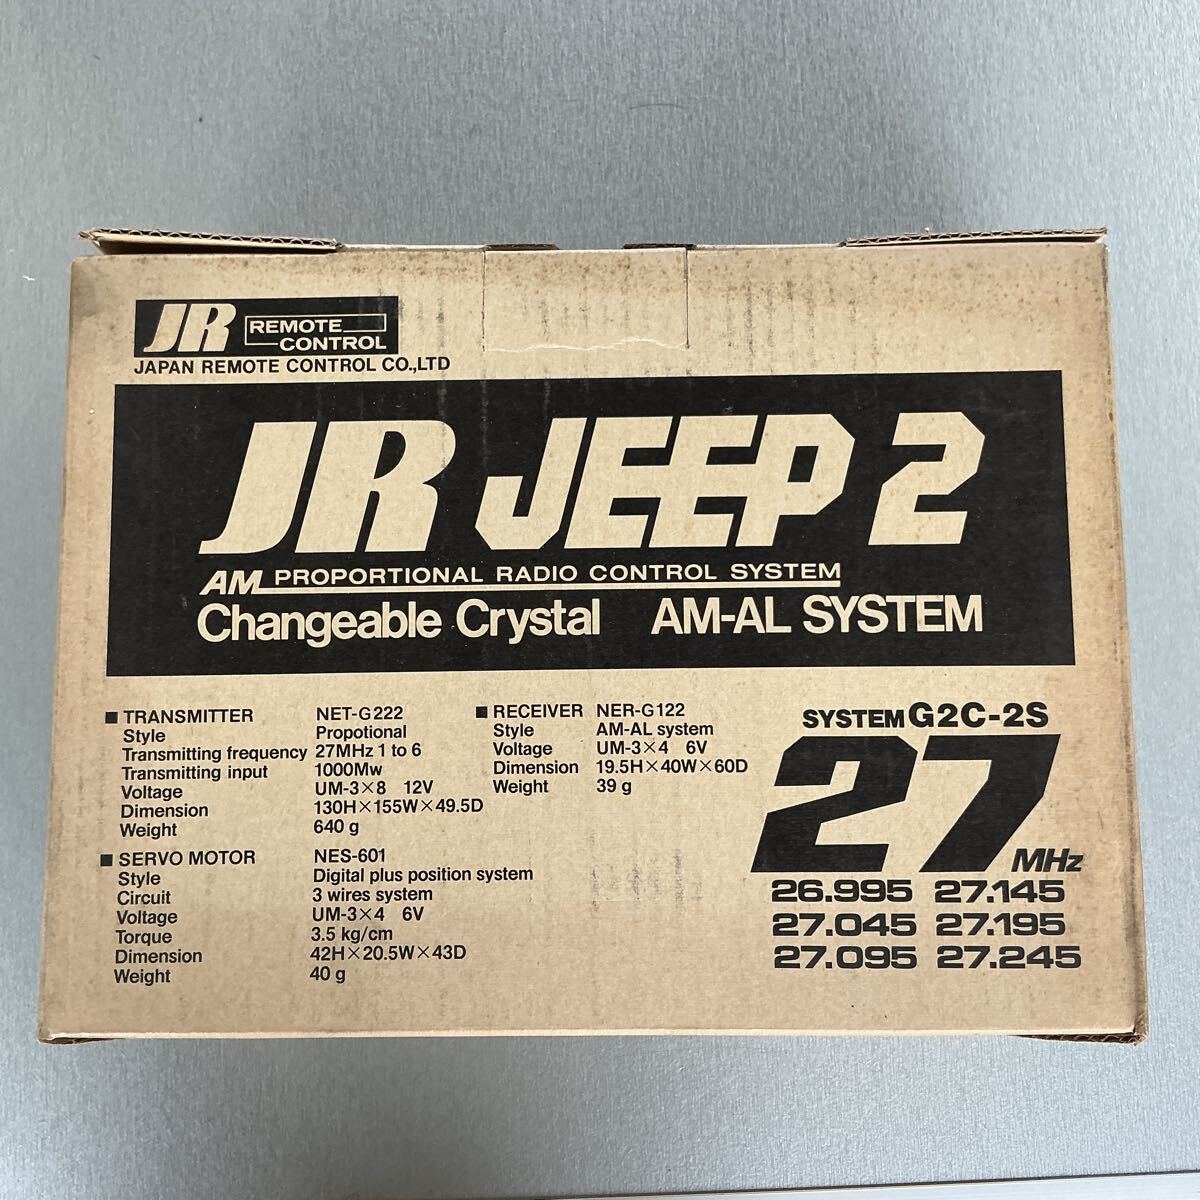 JR REMOTE CONTROL
JAPAN REMOTE CONTROL CO.,LTD
JR JEEP 2
AM PROPORTIONAL RADIO CONTROL SYSTEM
Changeable Crystal AM-AL SYSTEM
■ TRANSMITTER NET-G222
Style Propotional
Transmitting frequency 27MHz 1 to 6
Transmitting input 1000Mw
Voltage UM-3×8 12V
Dimension 130H×155W×49.5D
Weight 640 g
■ SERVO MOTOR NES-601
Style Digital plus position system
Circuit 3 wires system
Voltage UM-3×4 6V
Torque 3.5 kg/cm
Dimension 42H×20.5W×43D
Weight 40 g
■ RECEIVER NER-G122
Style AM-AL system
Voltage UM-3×4 6V
Dimension 19.5H×40W×60D
Weight 39 g
SYSTEM G2C-2S
27 MHz
26.995 27.145
27.045 27.195
27.095 27.245